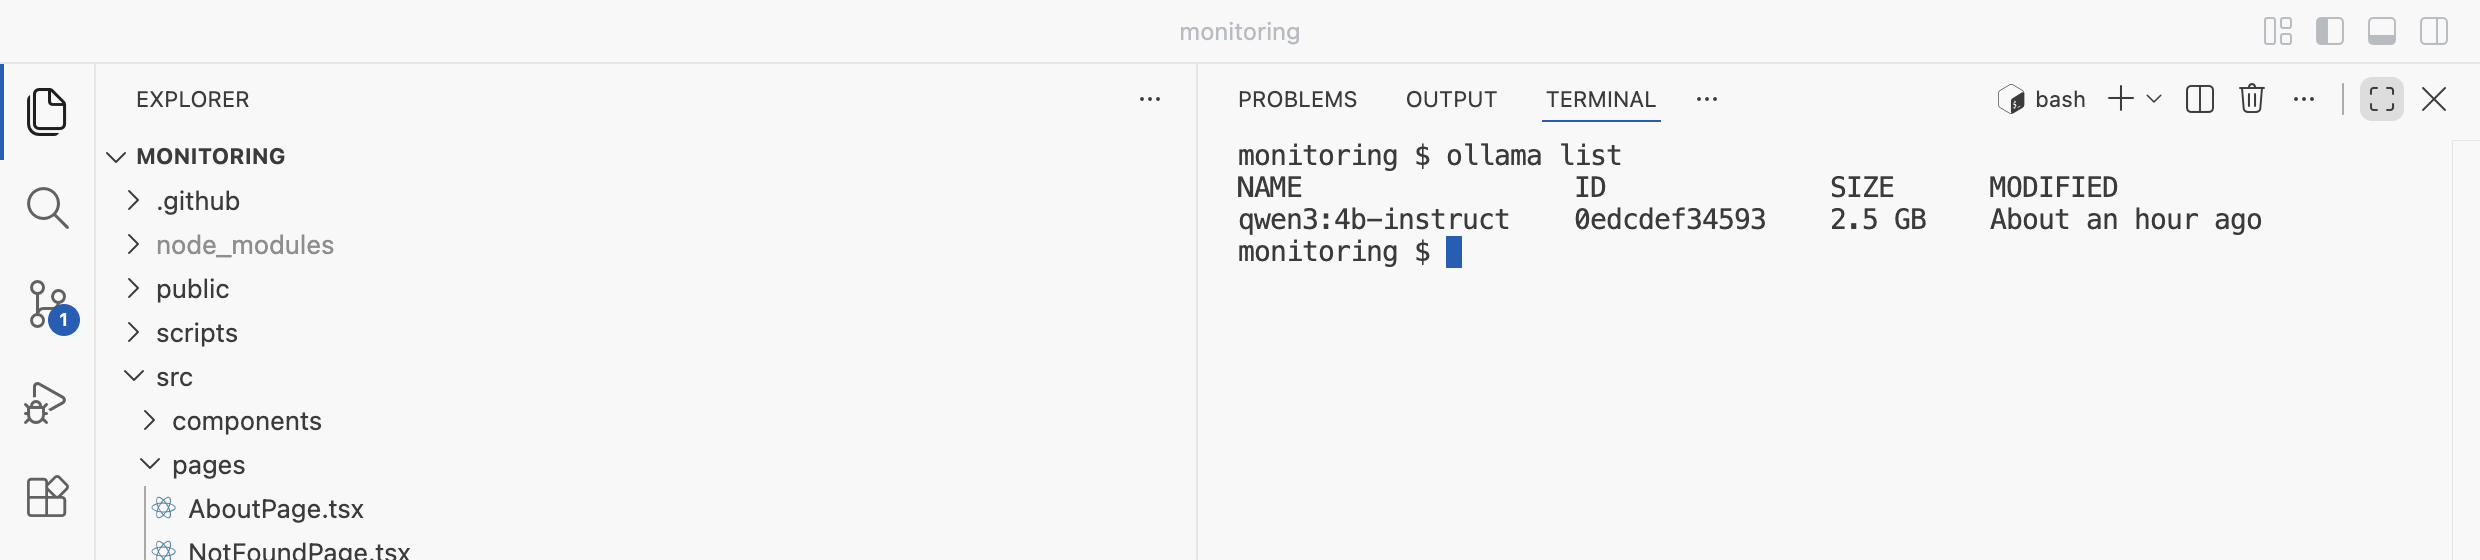 monitoring
EXPLORER
MONITORING
.github
node_modules
public
scripts
src
components
pages
AboutPage.tsx
NotFoundPage.tsx
1
PROBLEMS OUTPUT TERMINAL
bash
monitoring $ ollama list
NAME ID SIZE MODIFIED
qwen3:4b-instruct 0edcdef34593 2.5 GB About an hour ago
monitoring $